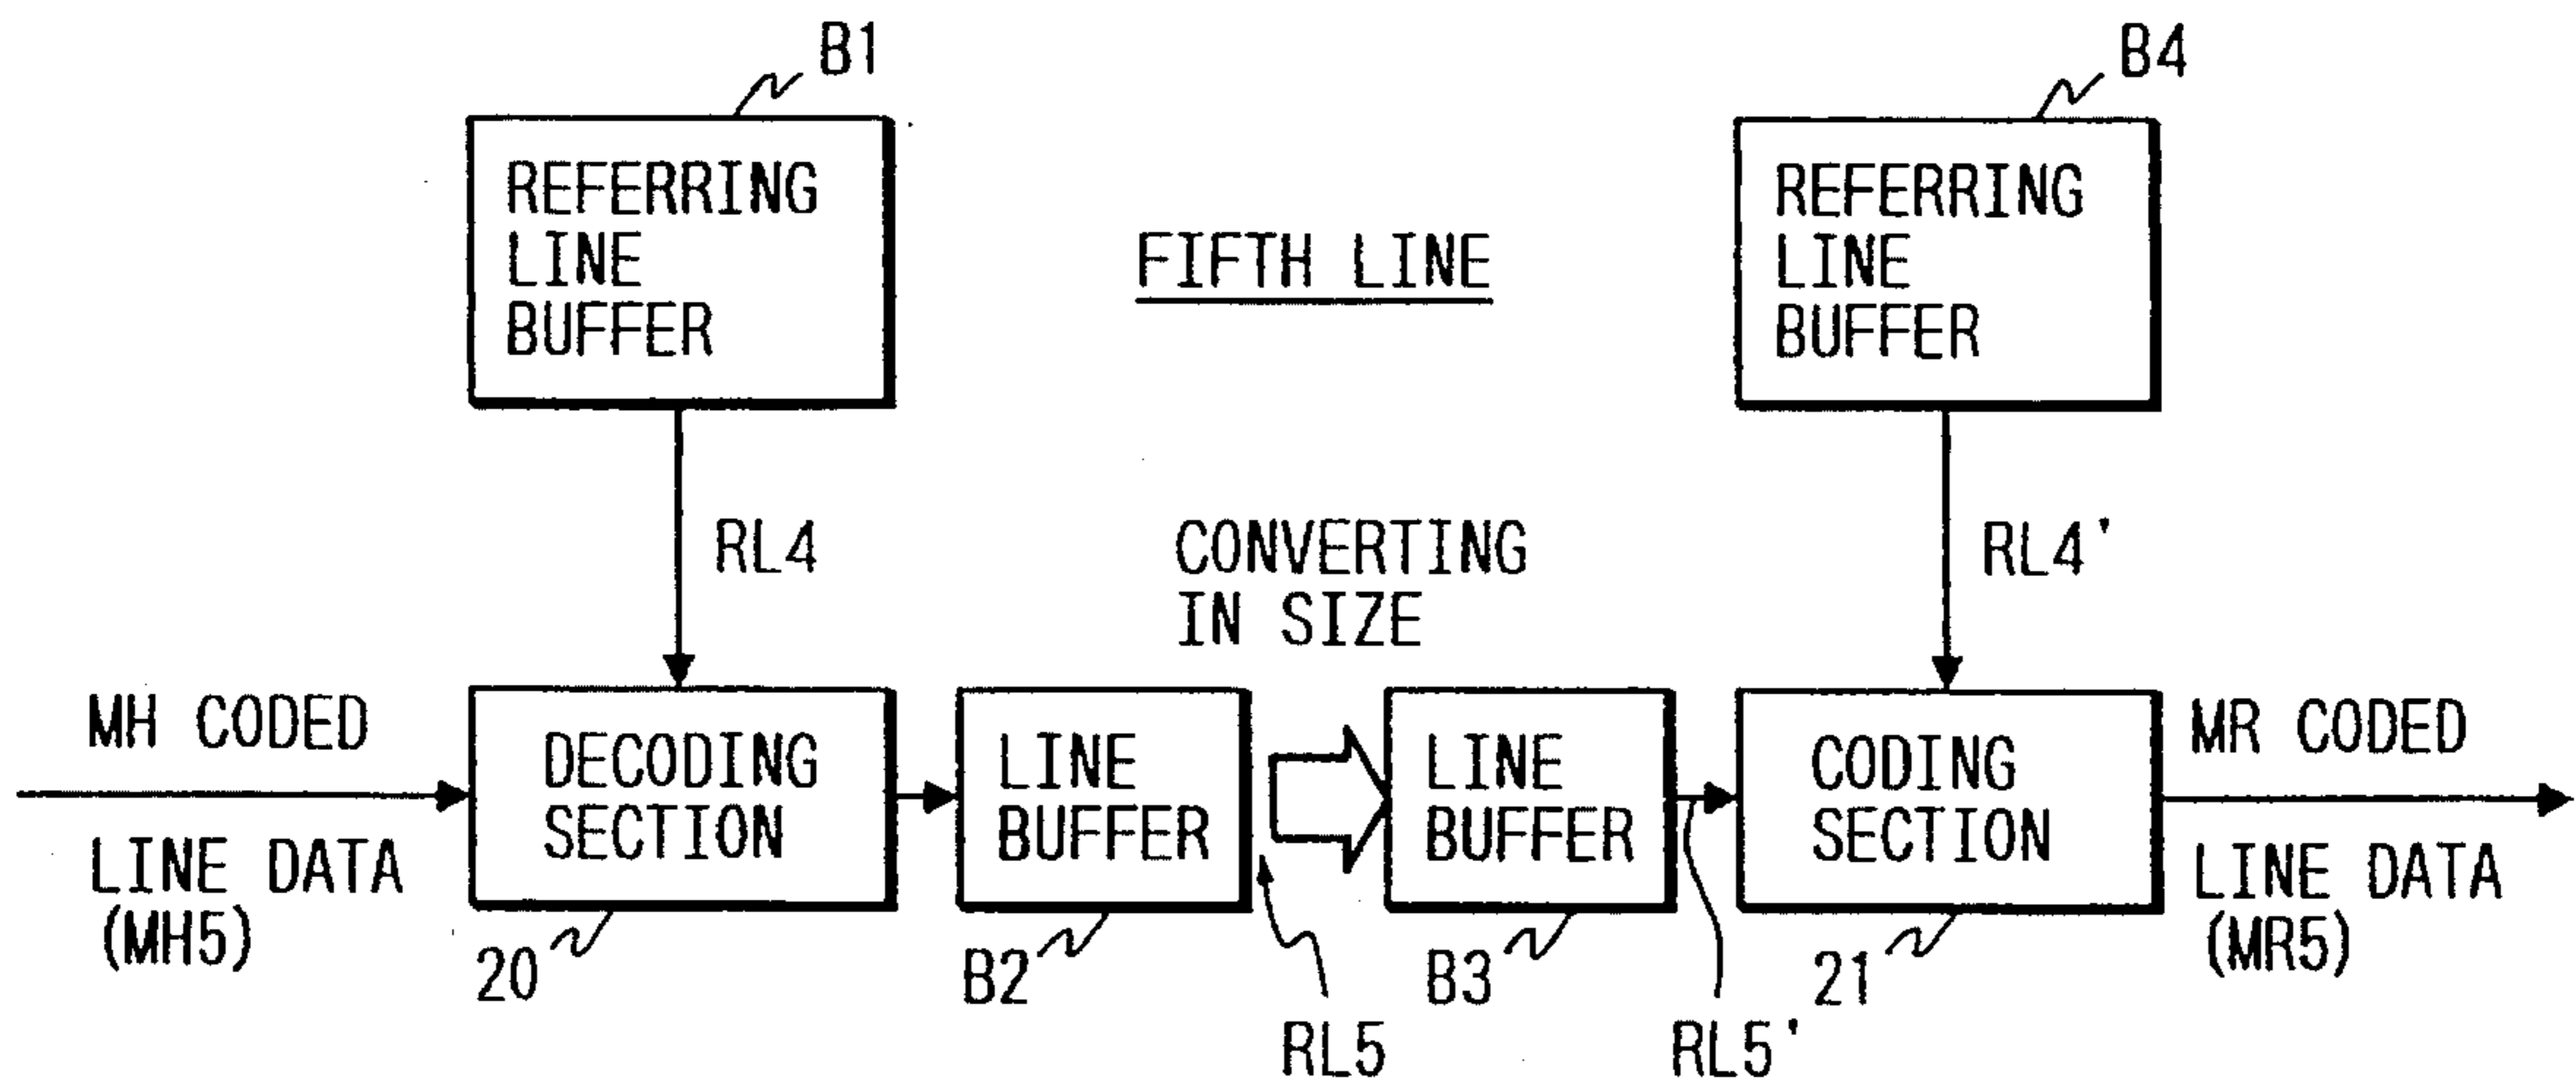 B1
B4
REFERRING
LINE
BUFFER
FIFTH LINE
REFERRING
LINE
BUFFER
RL4
CONVERTING
IN SIZE
RL4'
MH CODED
LINE DATA
(MH5)
DECODING
SECTION
LINE
BUFFER
LINE
BUFFER
CODING
SECTION
MR CODED
LINE DATA
(MR5)
20
B2
RL5
B3
RL5'
21